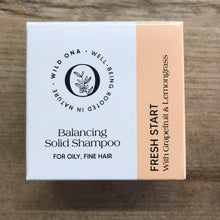 WILD ONA • WELL-BEING ROOTED IN NATURE •
Balancing
Solid Shampoo
FOR OILY, FINE HAIR
FRESH START
With Grapefruit & Lemongrass